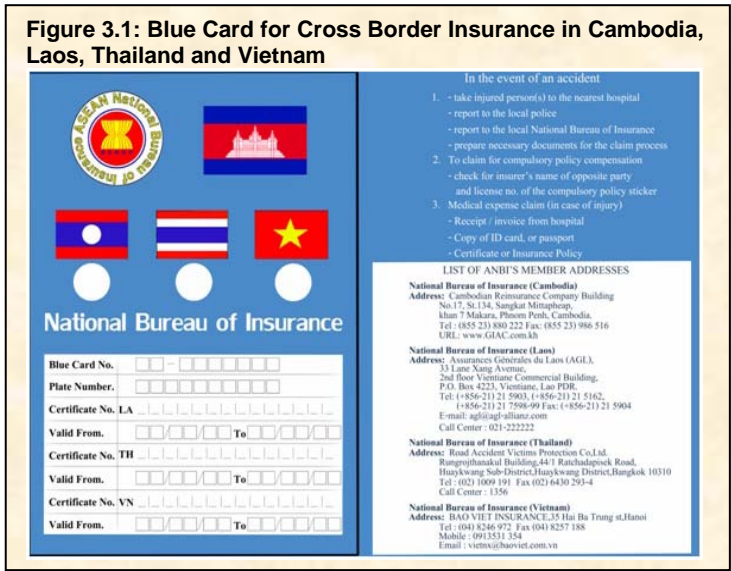 Figure 3.1: Blue Card for Cross Border Insurance in Cambodia,
Laos, Thailand and Vietnam
ASEAN National Bureau of Insurance
National Bureau of Insurance
Blue Card No.
Plate Number.
Certificate No. LA
Valid From. To
Certificate No. TH
Valid From. To
Certificate No. VN
Valid From. To
In the event of an accident
1. - take injured person(s) to the nearest hospital
- report to the local police
- report to the local National Bureau of Insurance
- prepare necessary documents for the claim process
2. To claim for compulsory policy compensation
- check for insurer's name of opposite party
and license no. of the compulsory policy sticker
3. Medical expense claim (in case of injury)
- Receipt / invoice from hospital
- Copy of ID card, or passport
- Certificate or Insurance Policy
LIST OF ANBI'S MEMBER ADDRESSES
National Bureau of Insurance (Cambodia)
Address: Cambodian Reinsurance Company Building
No.17, St.134, Sangkat Mittapheap,
khan 7 Makara, Phnom Penh, Cambodia.
Tel : (855 23) 880 222 Fax: (855 23) 986 516
URL: www.GIAC.com.kh
National Bureau of Insurance (Laos)
Address: Assurances Générales du Laos (AGL),
33 Lane Xang Avenue,
2nd floor Vientiane Commercial Building,
P.O. Box 4223, Vientiane, Lao PDR.
Tel: (+856-21) 21 5903, (+856-21) 21 5162,
(+856-21) 21 7598-99 Fax: (+856-21) 21 5904
E-mail: agl@agl-allianz.com
Call Center : 021-222222
National Bureau of Insurance (Thailand)
Address: Road Accident Victims Protection Co,Ltd.
Rungrojthanakul Building,44/1 Ratchadapisek Road,
Huaykwang Sub-District,Huaykwang District,Bangkok 10310
Tel : (02) 1009 191 Fax (02) 6430 293-4
Call Center : 1356
National Bureau of Insurance (Vietnam)
Address: BAO VIET INSURANCE,35 Hai Ba Trung st,Hanoi
Tel : (04) 8246 972 Fax (04) 8257 188
Mobile : 0913531 354
Email : vietnx@baoviet.com.vn